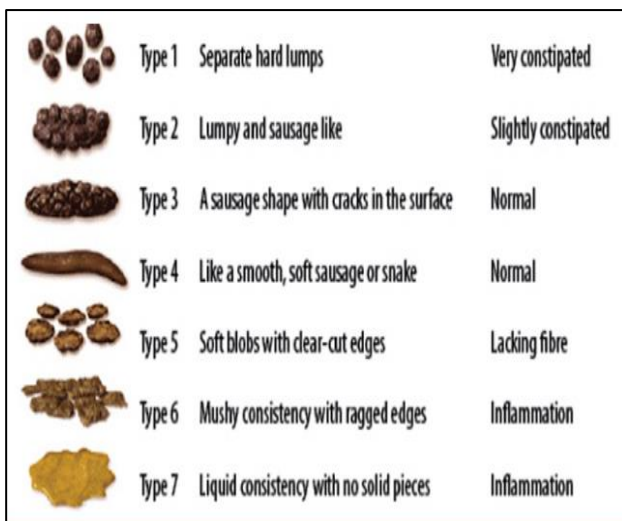 Type 1 Separate hard lumps Very constipated
Type 2 Lumpy and sausage like Slightly constipated
Type 3 A sausage shape with cracks in the surface Normal
Type 4 Like a smooth, soft sausage or snake Normal
Type 5 Soft blobs with clear-cut edges Lacking fibre
Type 6 Mushy consistency with ragged edges Inflammation
Type 7 Liquid consistency with no solid pieces Inflammation